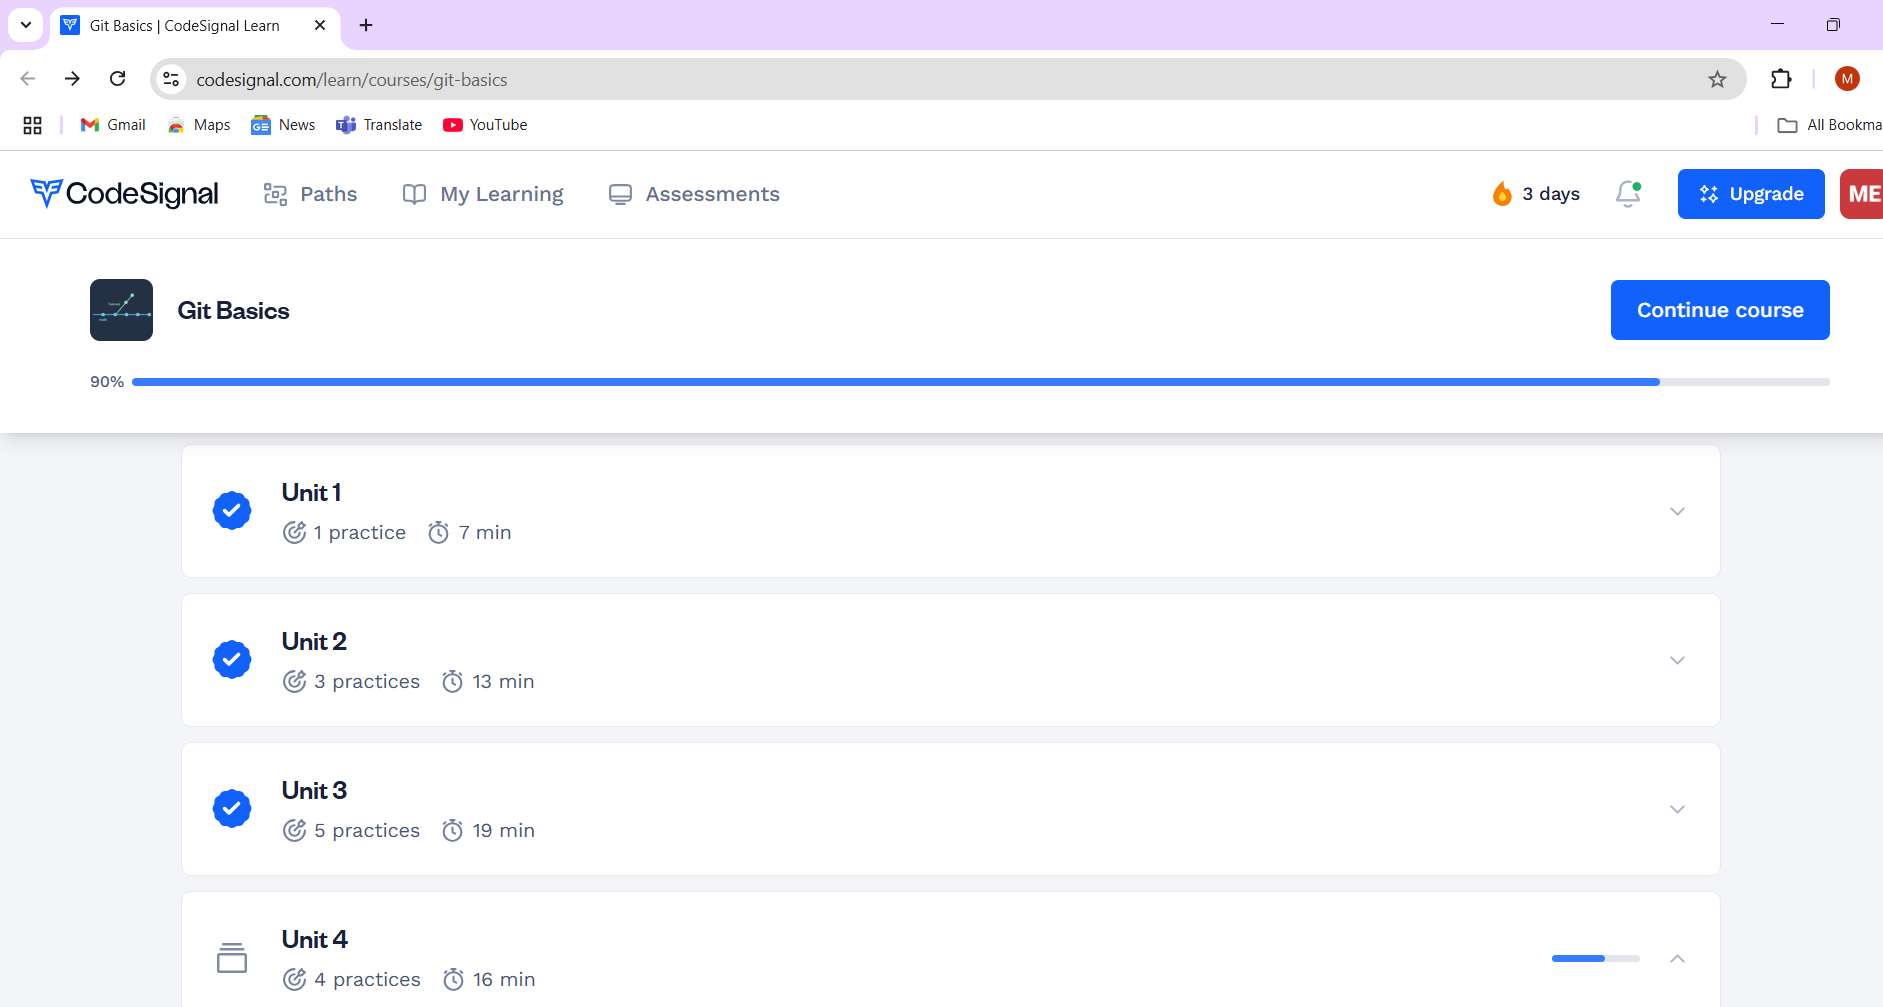 Git Basics | CodeSignal Learn
codesignal.com/learn/courses/git-basics
M
Gmail Maps News Translate YouTube All Bookma
CodeSignal Paths My Learning Assessments 3 days Upgrade ME
Git Basics Continue course
90%
Unit 1
1 practice 7 min
Unit 2
3 practices 13 min
Unit 3
5 practices 19 min
Unit 4
4 practices 16 min